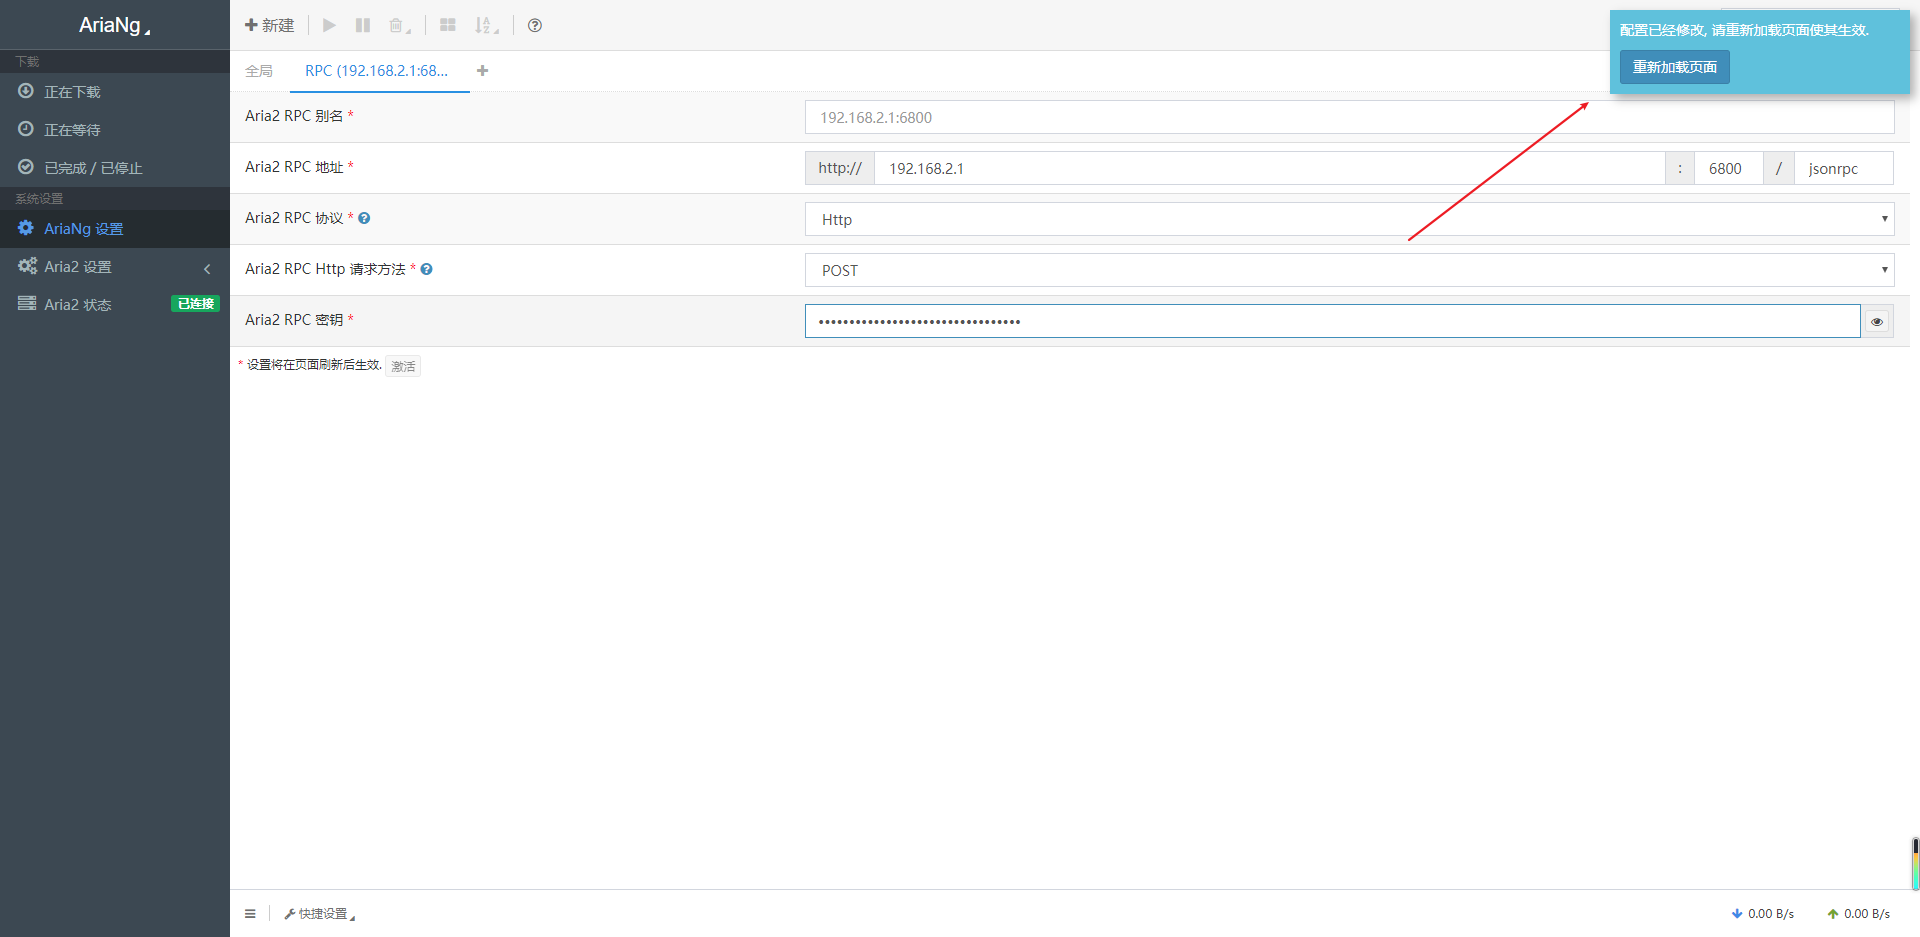 AriaNg
下载
正在下载
正在等待
已完成 / 已停止
系统设置
AriaNg 设置
Aria2 设置
Aria2 状态 已连接
新建
全局 RPC (192.168.2.1:68...
配置已经修改, 请重新加载页面使其生效.
重新加载页面
Aria2 RPC 别名 * 192.168.2.1:6800
Aria2 RPC 地址 * http:// 192.168.2.1 : 6800 / jsonrpc
Aria2 RPC 协议 * Http
Aria2 RPC Http 请求方法 * POST
Aria2 RPC 密钥 * •••••••••••••••••••••••••••••••••
* 设置将在页面刷新后生效. 激活
快捷设置 0.00 B/s 0.00 B/s